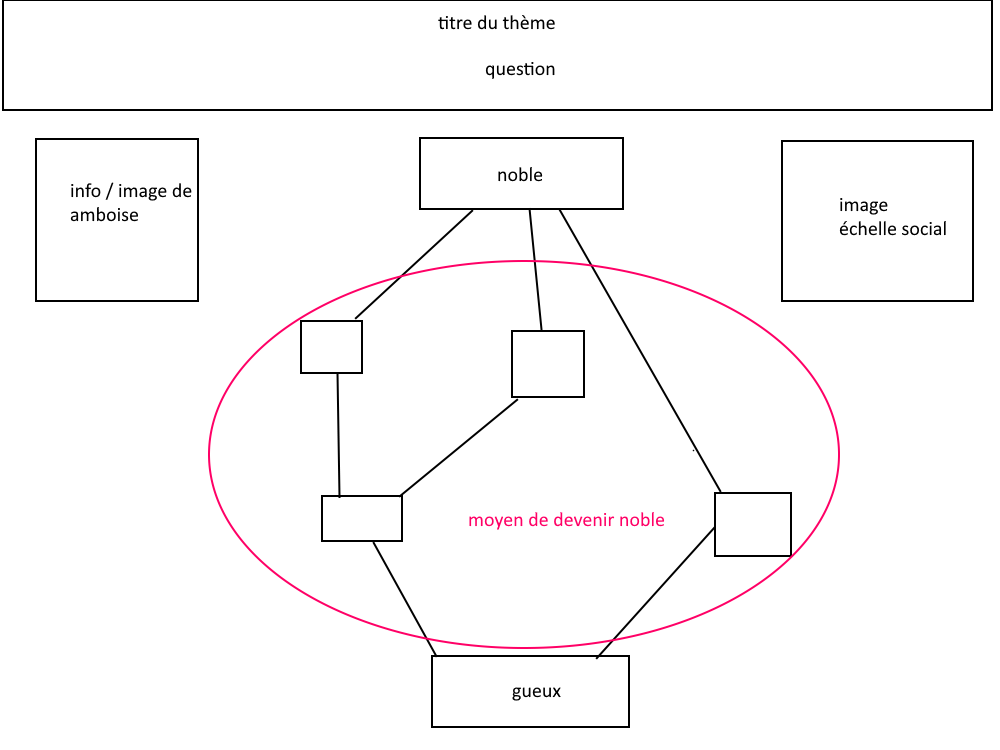 titre du thème
question
info / image de
amboise
noble
image
échelle social
moyen de devenir noble
gueux